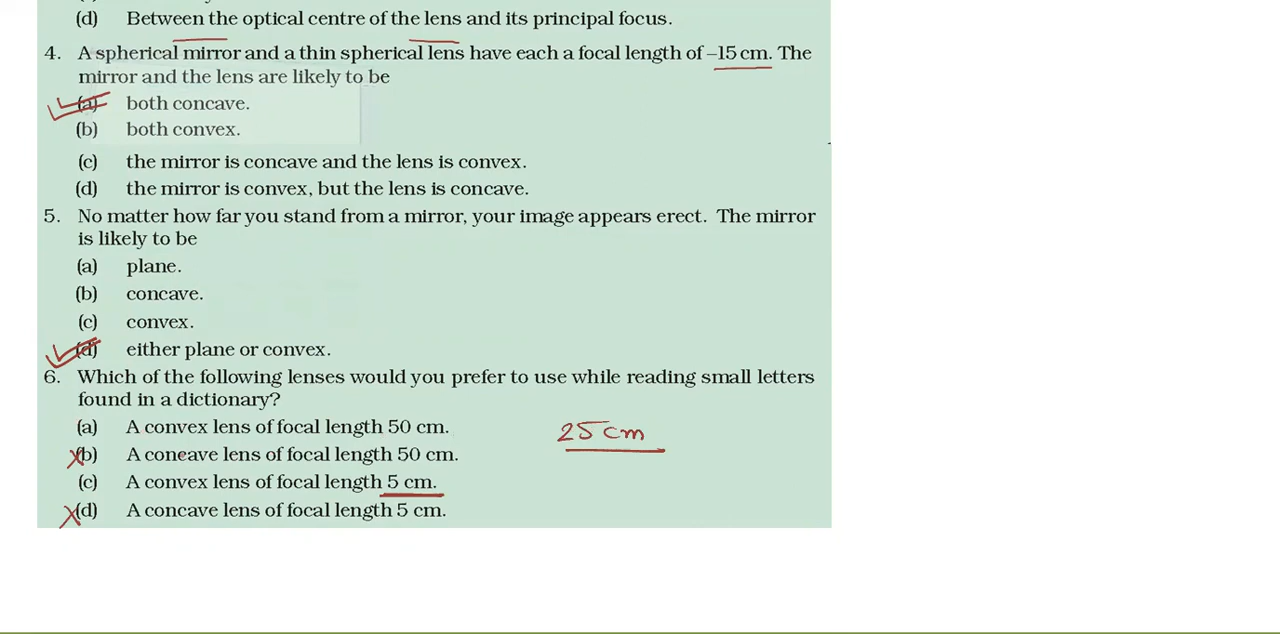 (d) Between the optical centre of the lens and its principal focus.
4. A spherical mirror and a thin spherical lens have each a focal length of –15 cm. The
mirror and the lens are likely to be
(a) both concave.
(b) both convex.
(c) the mirror is concave and the lens is convex.
(d) the mirror is convex, but the lens is concave.
5. No matter how far you stand from a mirror, your image appears erect. The mirror
is likely to be
(a) plane.
(b) concave.
(c) convex.
(d) either plane or convex.
6. Which of the following lenses would you prefer to use while reading small letters
found in a dictionary?
(a) A convex lens of focal length 50 cm.
25 cm
(b) A concave lens of focal length 50 cm.
(c) A convex lens of focal length 5 cm.
(d) A concave lens of focal length 5 cm.